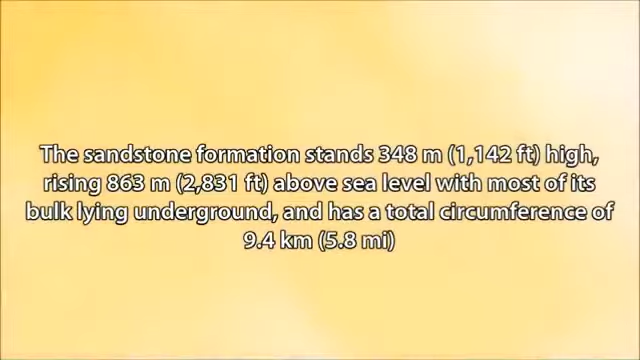 The sandstone formation stands 348 m (1,142 ft) high,
rising 863 m (2,831 ft) above sea level with most of its
bulk lying underground, and has a total circumference of
9.4 km (5.8 mi)